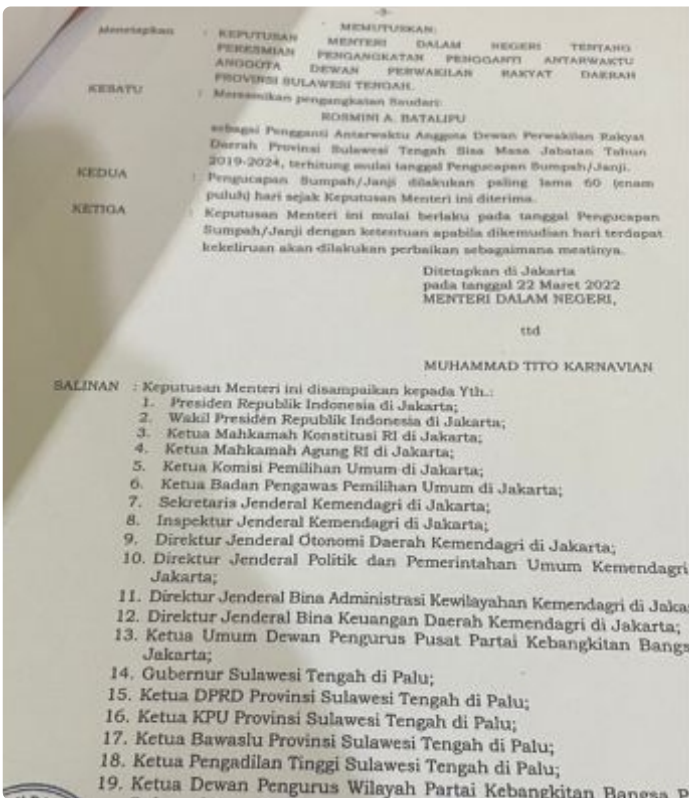 -3-
MEMUTUSKAN:
Menetapkan : KEPUTUSAN MENTERI DALAM NEGERI TENTANG
PERESMIAN PENGANGKATAN PENGGANTI ANTARWAKTU
ANGGOTA DEWAN PERWAKILAN RAKYAT DAERAH
PROVINSI SULAWESI TENGAH.
KESATU : Meresmikan pengangkatan Saudari:
ROSMINI A. BATALIPU
sebagai Pengganti Antarwaktu Anggota Dewan Perwakilan Rakyat
Daerah Provinsi Sulawesi Tengah Sisa Masa Jabatan Tahun
2019-2024, terhitung mulai tanggal Pengucapan Sumpah/Janji.
KEDUA : Pengucapan Sumpah/Janji dilakukan paling lama 60 (enam
puluh) hari sejak Keputusan Menteri ini diterima.
KETIGA : Keputusan Menteri ini mulai berlaku pada tanggal Pengucapan
Sumpah/Janji dengan ketentuan apabila dikemudian hari terdapat
kekeliruan akan dilakukan perbaikan sebagaimana mestinya.
Ditetapkan di Jakarta
pada tanggal 22 Maret 2022
MENTERI DALAM NEGERI,
ttd
MUHAMMAD TITO KARNAVIAN
SALINAN : Keputusan Menteri ini disampaikan kepada Yth.:
1. Presiden Republik Indonesia di Jakarta;
2. Wakil Presiden Republik Indonesia di Jakarta;
3. Ketua Mahkamah Konstitusi RI di Jakarta;
4. Ketua Mahkamah Agung RI di Jakarta;
5. Ketua Komisi Pemilihan Umum di Jakarta;
6. Ketua Badan Pengawas Pemilihan Umum di Jakarta;
7. Sekretaris Jenderal Kemendagri di Jakarta;
8. Inspektur Jenderal Kemendagri di Jakarta;
9. Direktur Jenderal Otonomi Daerah Kemendagri di Jakarta;
10. Direktur Jenderal Politik dan Pemerintahan Umum Kemendagri
Jakarta;
11. Direktur Jenderal Bina Administrasi Kewilayahan Kemendagri di Jaka
12. Direktur Jenderal Bina Keuangan Daerah Kemendagri di Jakarta;
13. Ketua Umum Dewan Pengurus Pusat Partai Kebangkitan Bangs
Jakarta;
14. Gubernur Sulawesi Tengah di Palu;
15. Ketua DPRD Provinsi Sulawesi Tengah di Palu;
16. Ketua KPU Provinsi Sulawesi Tengah di Palu;
17. Ketua Bawaslu Provinsi Sulawesi Tengah di Palu;
18. Ketua Pengadilan Tinggi Sulawesi Tengah di Palu;
19. Ketua Dewan Pengurus Wilayah Partai Kebangkitan Bangsa P